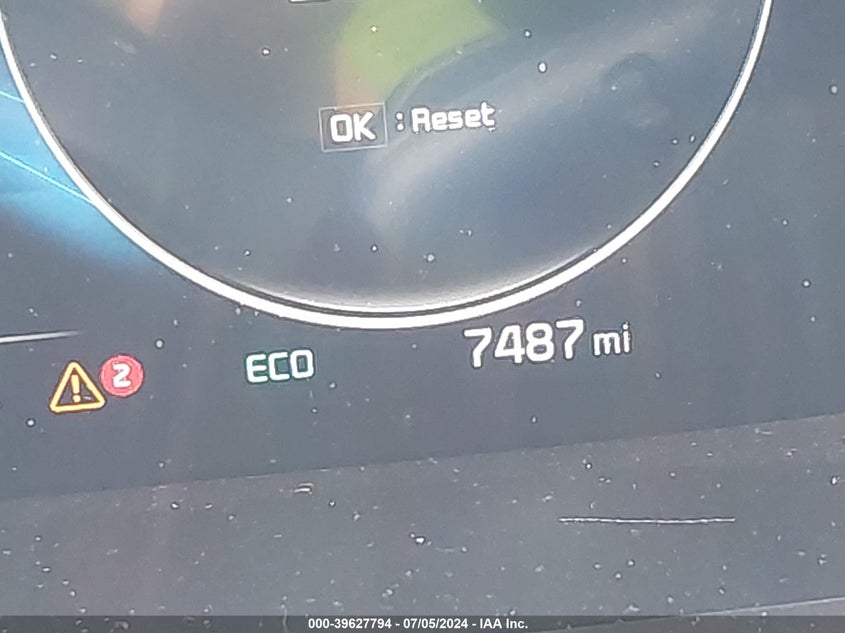 OK : Reset
7487 mi
ECO
2
000-39627794 - 07/05/2024 - IAA Inc.